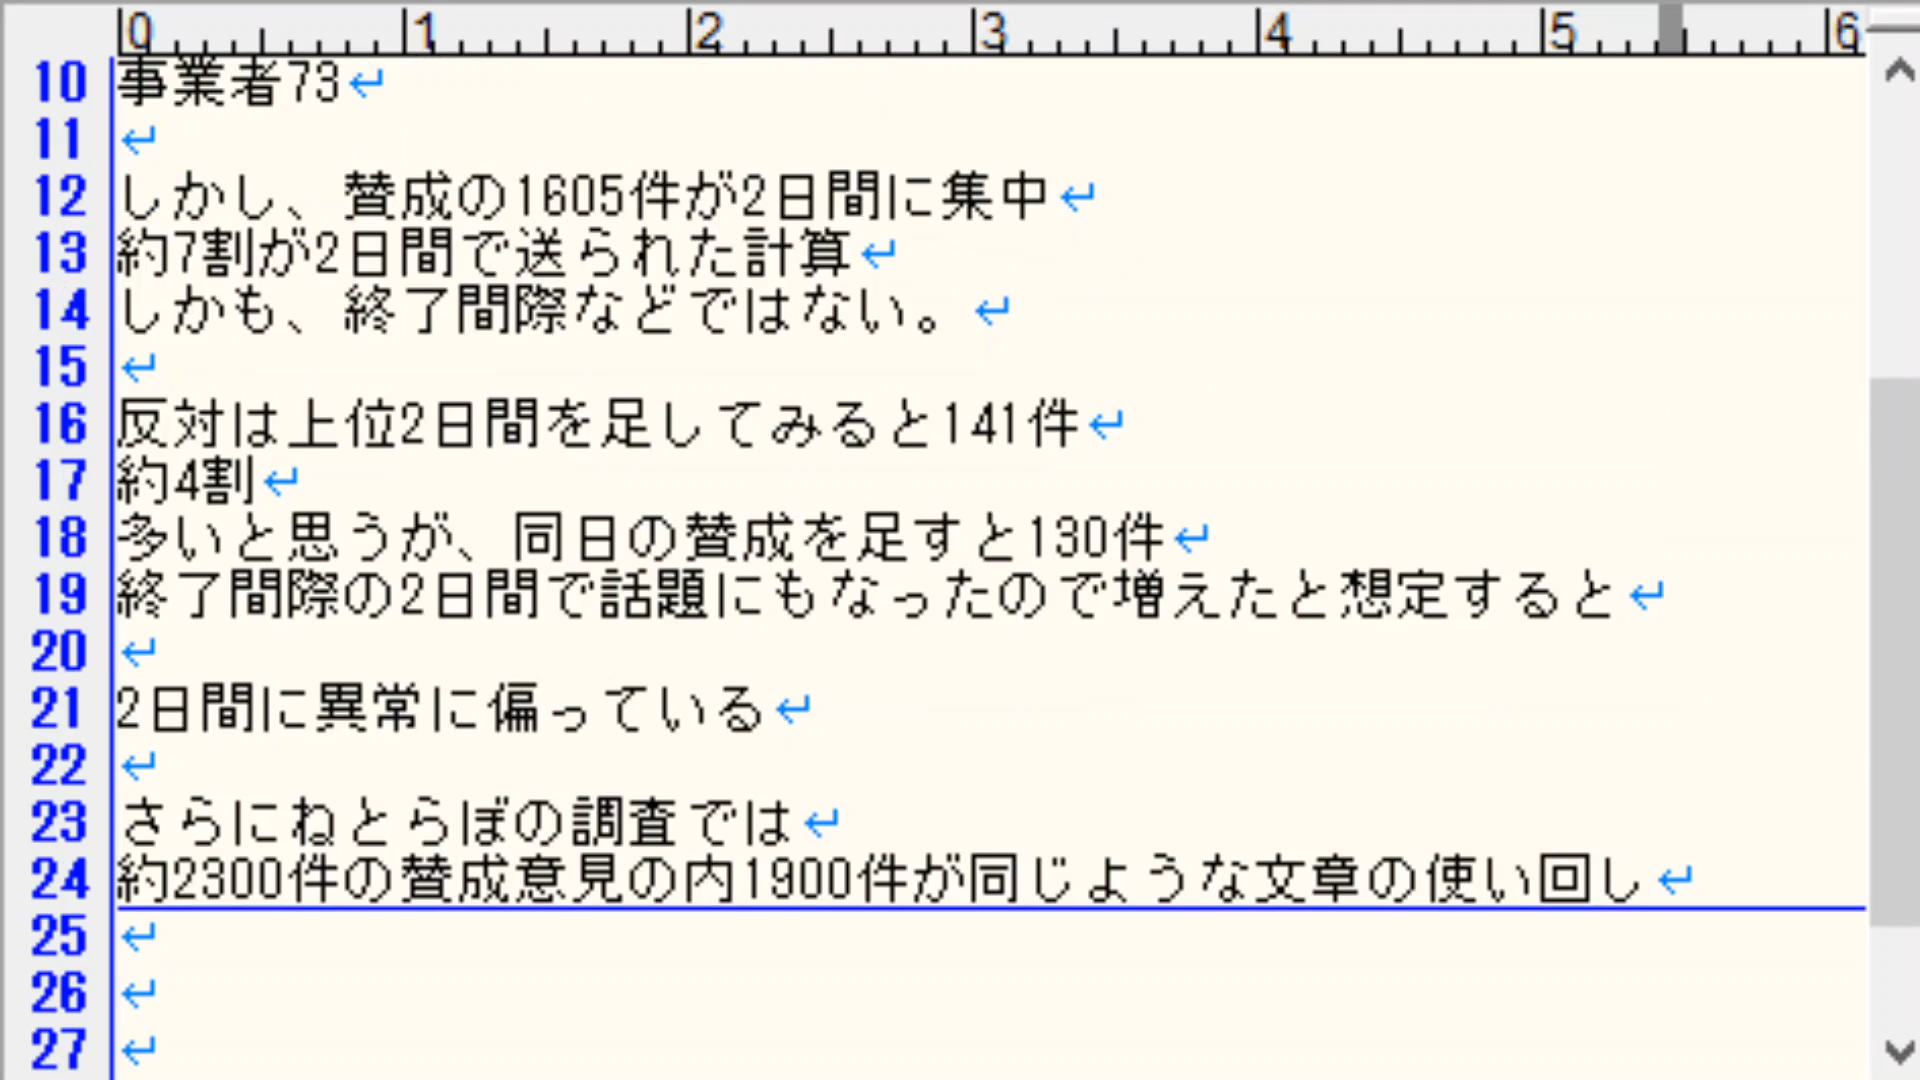 0 1 2 3 4 5 6
10 事業者73↵
11 ↵
12 しかし、賛成の1605件が2日間に集中↵
13 約7割が2日間で送られた計算↵
14 しかも、終了間際などではない。↵
15 ↵
16 反対は上位2日間を足してみると141件↵
17 約4割↵
18 多いと思うが、同日の賛成を足すと130件↵
19 終了間際の2日間で話題にもなったので増えたと想定すると↵
20 ↵
21 2日間に異常に偏っている↵
22 ↵
23 さらにねとらぼの調査では↵
24 約2300件の賛成意見の内1900件が同じような文章の使い回し↵
25 ↵
26 ↵
27 ↵